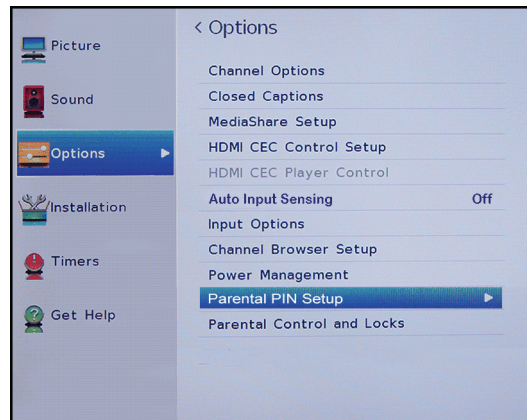 Picture
Sound
Options
Installation
Timers
Get Help
< Options
Channel Options
Closed Captions
MediaShare Setup
HDMI CEC Control Setup
HDMI CEC Player Control
Auto Input Sensing Off
Input Options
Channel Browser Setup
Power Management
Parental PIN Setup
Parental Control and Locks